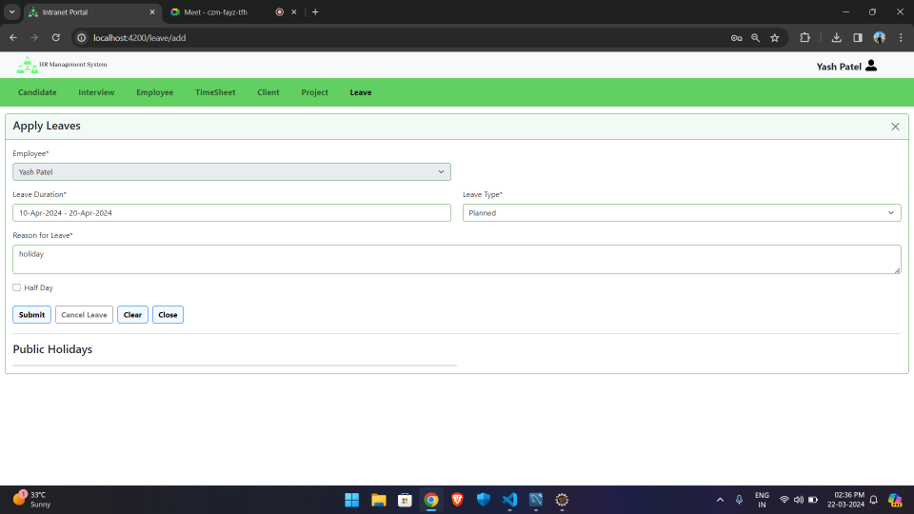 Intranet Portal
Meet - czm-fayz-tfh
localhost:4200/leave/add
HR Management System
Yash Patel
Candidate Interview Employee TimeSheet Client Project Leave
Apply Leaves
Employee*
Yash Patel
Leave Duration* Leave Type*
10-Apr-2024 - 20-Apr-2024 Planned
Reason for Leave*
holiday
Half Day
Submit Cancel Leave Clear Close
Public Holidays
1
33°C
Sunny
ENG
IN
02:36 PM
22-03-2024